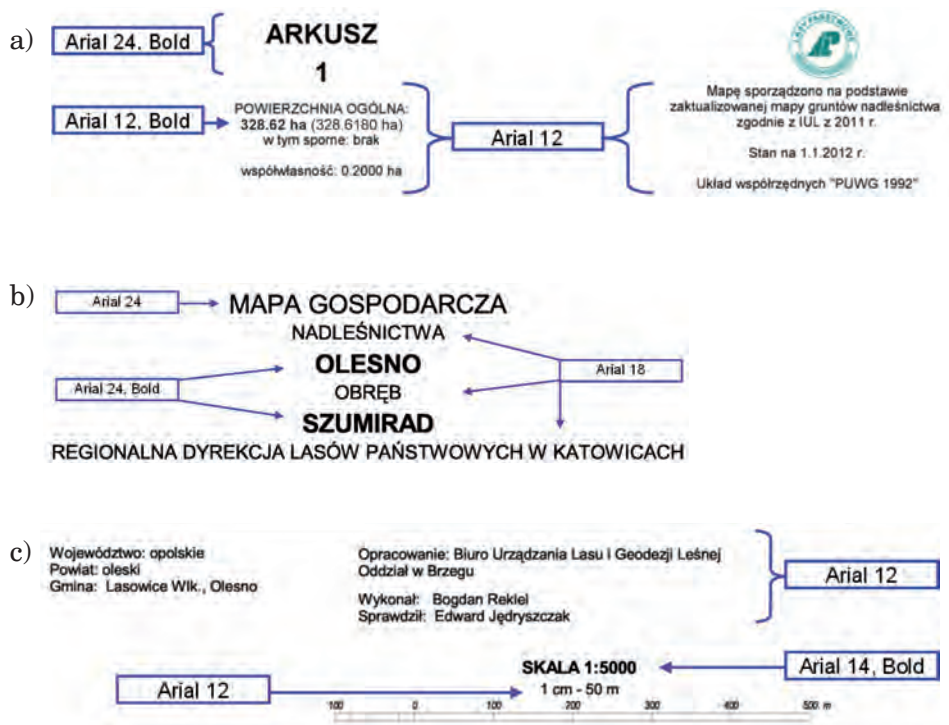 a)
Arial 24, Bold
ARKUSZ
1
Arial 12, Bold
POWIERZCHNIA OGÓLNA:
328.62 ha (328.6180 ha)
w tym sporne: brak
współwłasność: 0.2000 ha
Arial 12
LASY PAŃSTWOWE
Mapę sporządzono na podstawie
zaktualizowanej mapy gruntów nadleśnictwa
zgodnie z IUL z 2011 r.
Stan na 1.1.2012 r.
Układ współrzędnych "PUWG 1992"
b)
Arial 24
MAPA GOSPODARCZA
NADLEŚNICTWA
Arial 24, Bold
OLESNO
OBRĘB
SZUMIRAD
Arial 18
REGIONALNA DYREKCJA LASÓW PAŃSTWOWYCH W KATOWICACH
c)
Województwo: opolskie
Powiat: oleski
Gmina: Lasowice Wlk., Olesno
Opracowanie: Biuro Urządzania Lasu i Geodezji Leśnej
Oddział w Brzegu
Wykonał: Bogdan Rekiel
Sprawdził: Edward Jędryszczak
Arial 12
SKALA 1:5000
Arial 14, Bold
Arial 12
1 cm - 50 m
100 0 100 200 300 400 500 m